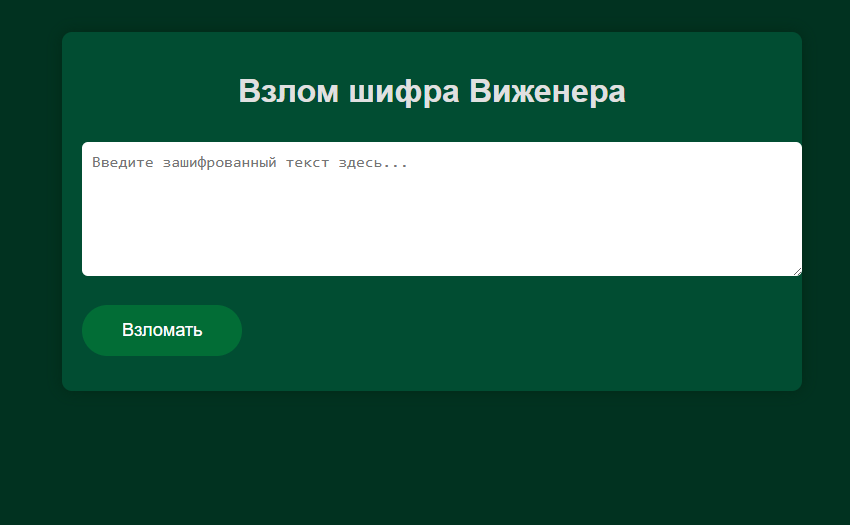 Взлом шифра Виженера
Введите зашифрованный текст здесь...
Взломать